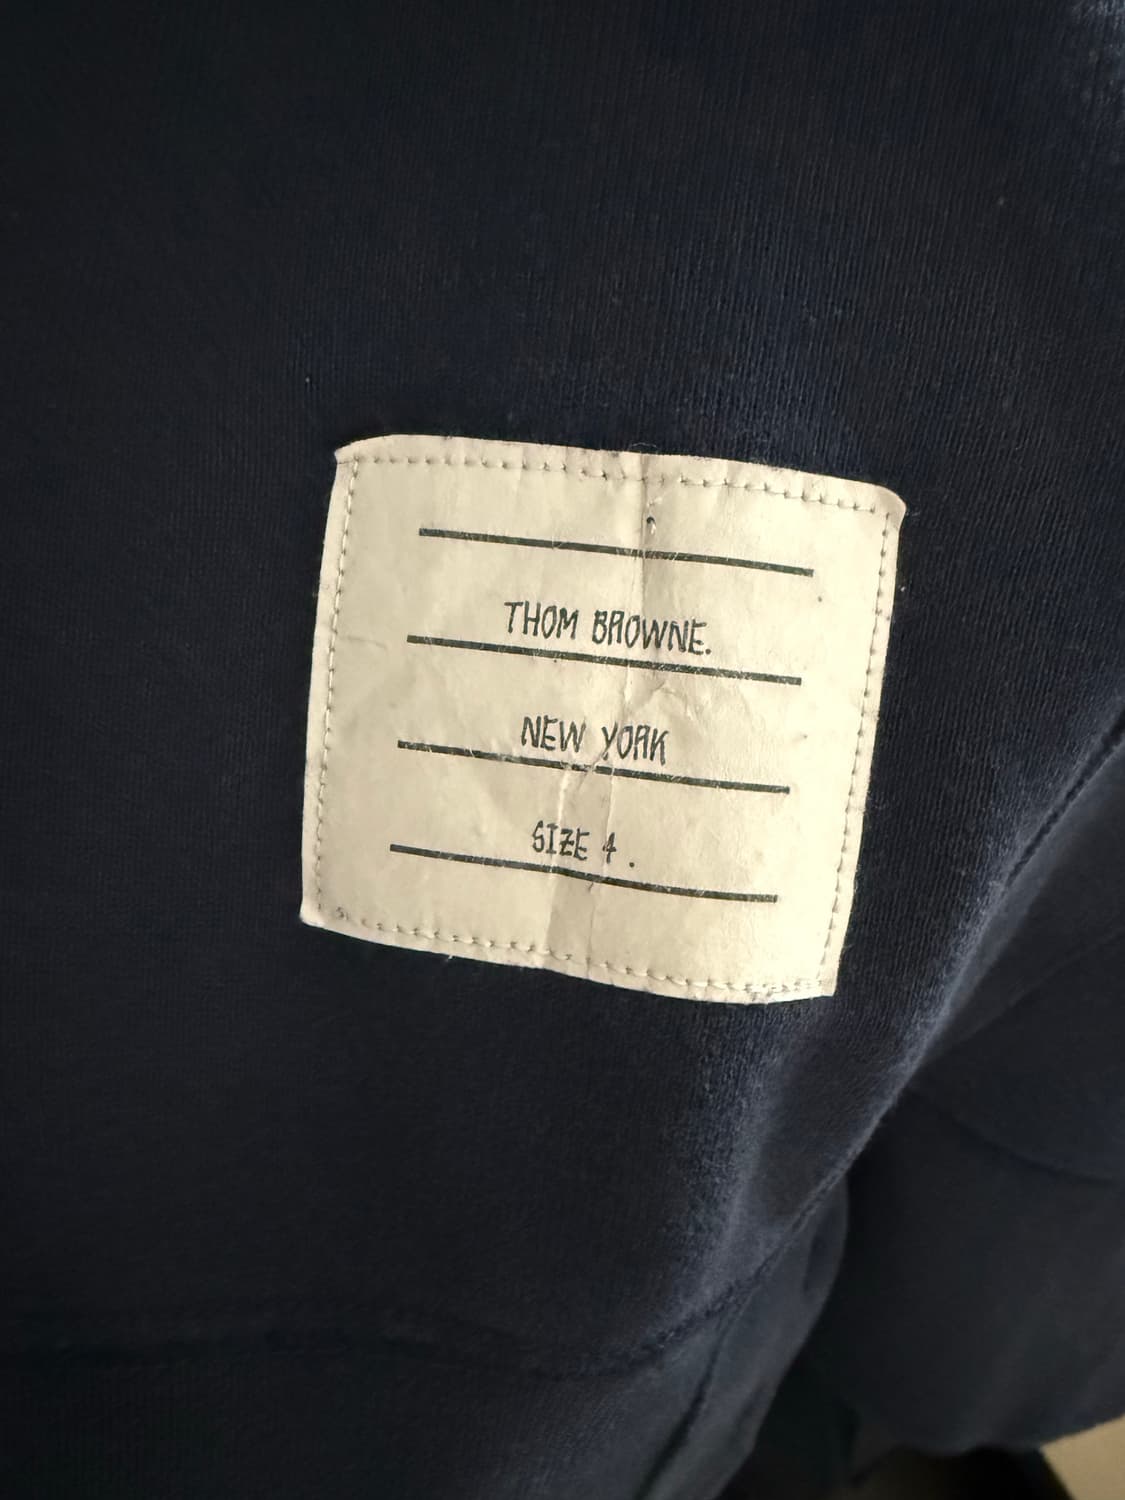 THOM BROWNE.
NEW YORK
SIZE 4 .